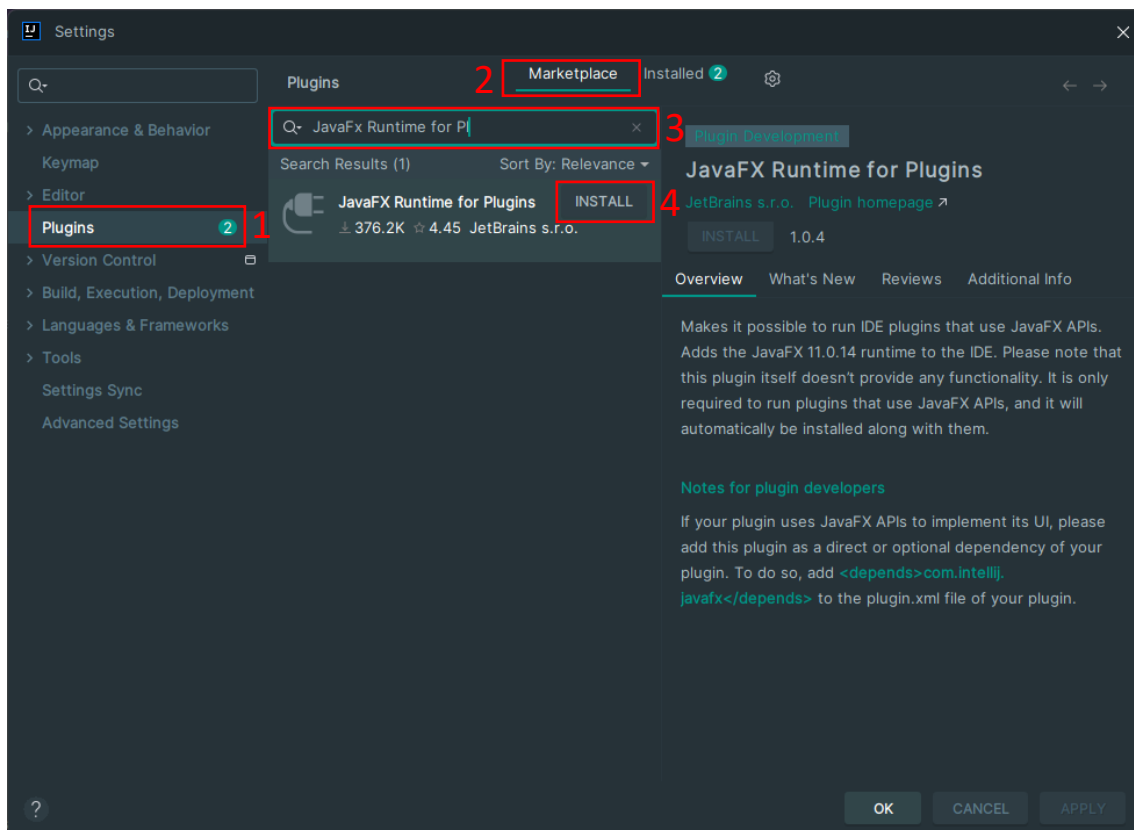 IJ Settings
Plugins
2 Marketplace
Installed 2
Appearance & Behavior
Keymap
Editor
Plugins 2
1
Version Control
Build, Execution, Deployment
Languages & Frameworks
Tools
Settings Sync
Advanced Settings
JavaFx Runtime for Pl
3
Search Results (1) Sort By: Relevance
JavaFX Runtime for Plugins INSTALL
4
376.2K 4.45 JetBrains s.r.o.
Plugin Development
JavaFX Runtime for Plugins
JetBrains s.r.o. Plugin homepage ↗
INSTALL 1.0.4
Overview What's New Reviews Additional Info
Makes it possible to run IDE plugins that use JavaFX APIs.
Adds the JavaFX 11.0.14 runtime to the IDE. Please note that
this plugin itself doesn't provide any functionality. It is only
required to run plugins that use JavaFX APIs, and it will
automatically be installed along with them.
Notes for plugin developers
If your plugin uses JavaFX APIs to implement its UI, please
add this plugin as a direct or optional dependency of your
plugin. To do so, add <depends>com.intellij.
javafx</depends> to the plugin.xml file of your plugin.
?
OK CANCEL APPLY